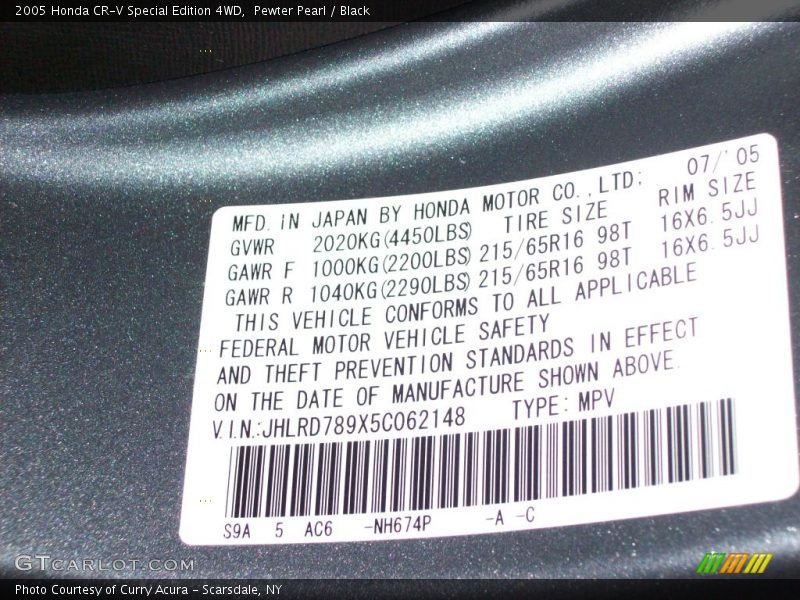 2005 Honda CR-V Special Edition 4WD, Pewter Pearl / Black
MFD. IN JAPAN BY HONDA MOTOR CO.,LTD; 07/'05
GVWR 2020KG(4450LBS) TIRE SIZE RIM SIZE
GAWR F 1000KG(2200LBS) 215/65R16 98T 16X6.5JJ
GAWR R 1040KG(2290LBS) 215/65R16 98T 16X6.5JJ
THIS VEHICLE CONFORMS TO ALL APPLICABLE
FEDERAL MOTOR VEHICLE SAFETY
AND THEFT PREVENTION STANDARDS IN EFFECT
ON THE DATE OF MANUFACTURE SHOWN ABOVE.
V.I.N.:JHLRD789X5C062148 TYPE:MPV
S9A 5 AC6 -NH674P -A -C
GTCARLOT.COM
Photo Courtesy of Curry Acura - Scarsdale, NY